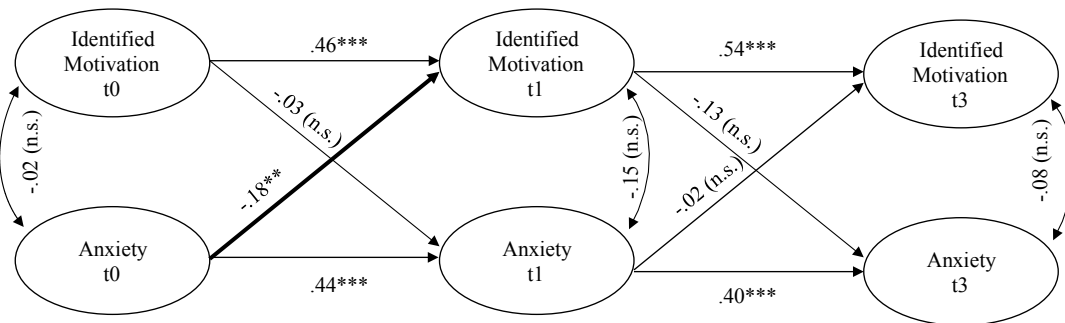 Identified
Motivation
t0
.46***
Identified
Motivation
t1
.54***
Identified
Motivation
t3
-.02 (n.s.)
-.03 (n.s.)
-.18**
-.15 (n.s.)
-.13 (n.s.)
-.02 (n.s.)
-.08 (n.s.)
Anxiety
t0
.44***
Anxiety
t1
.40***
Anxiety
t3